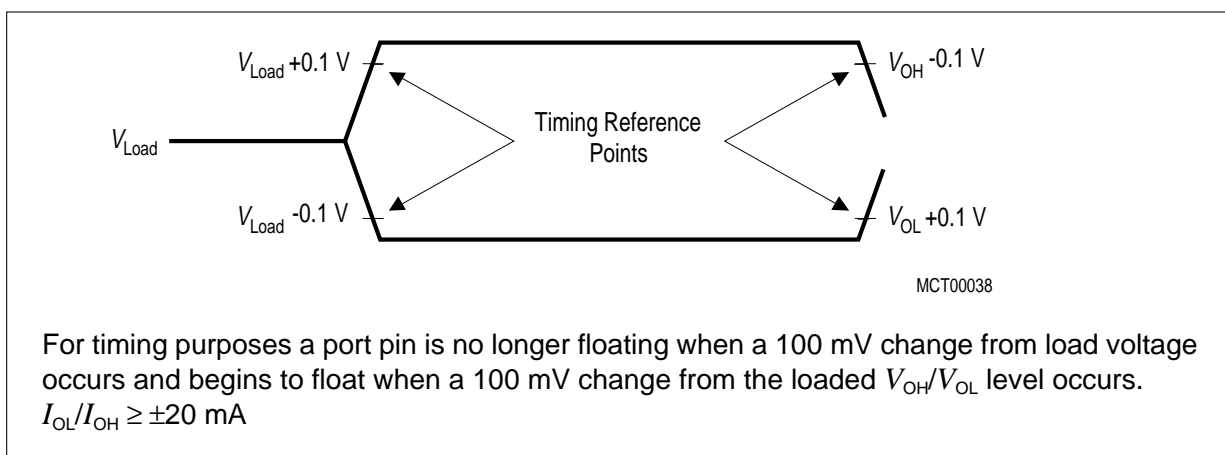 V_Load +0.1 V
V_OH -0.1 V
Timing Reference
Points
V_Load
V_Load -0.1 V
V_OL +0.1 V
MCT00038
For timing purposes a port pin is no longer floating when a 100 mV change from load voltage
occurs and begins to float when a 100 mV change from the loaded V_OH/V_OL level occurs.
I_OL/I_OH ≥ ±20 mA